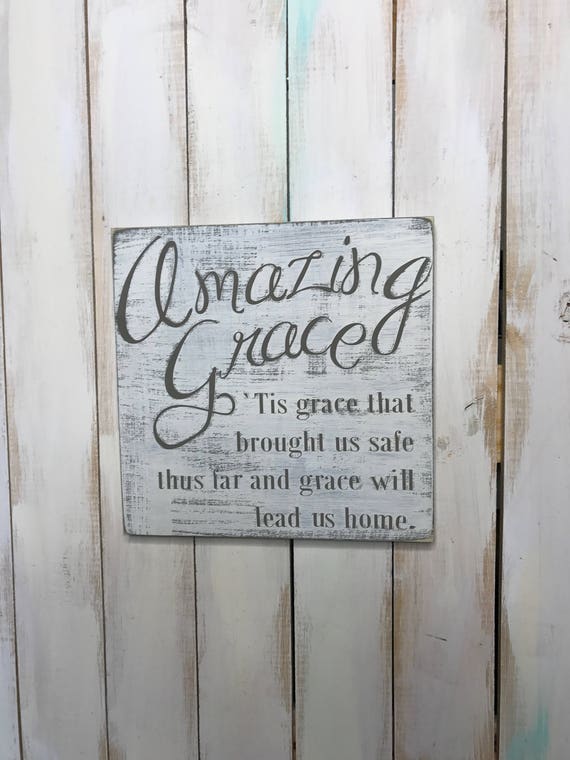 Amazing
Grace
'Tis grace that
brought us safe
thus far and grace will
lead us home.